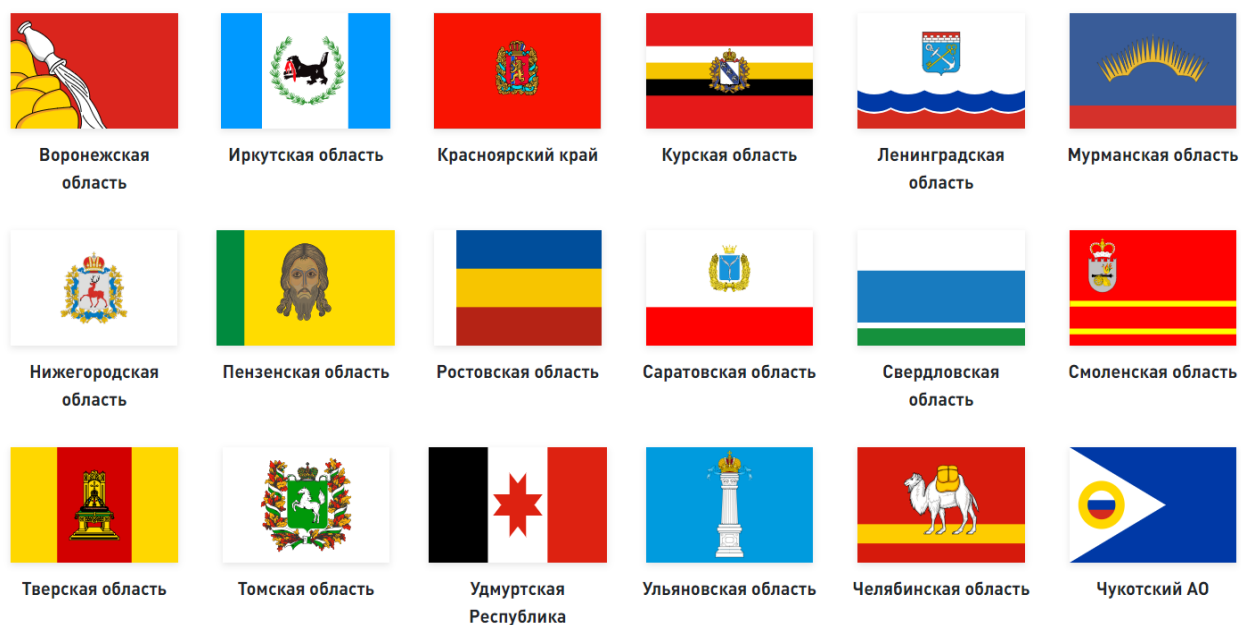 Воронежская
область
Иркутская область
Красноярский край
Курская область
Ленинградская
область
Мурманская область
Нижегородская
область
Пензенская область
Ростовская область
Саратовская область
Свердловская
область
Смоленская область
Тверская область
Томская область
Удмуртская
Республика
Ульяновская область
Челябинская область
Чукотский АО